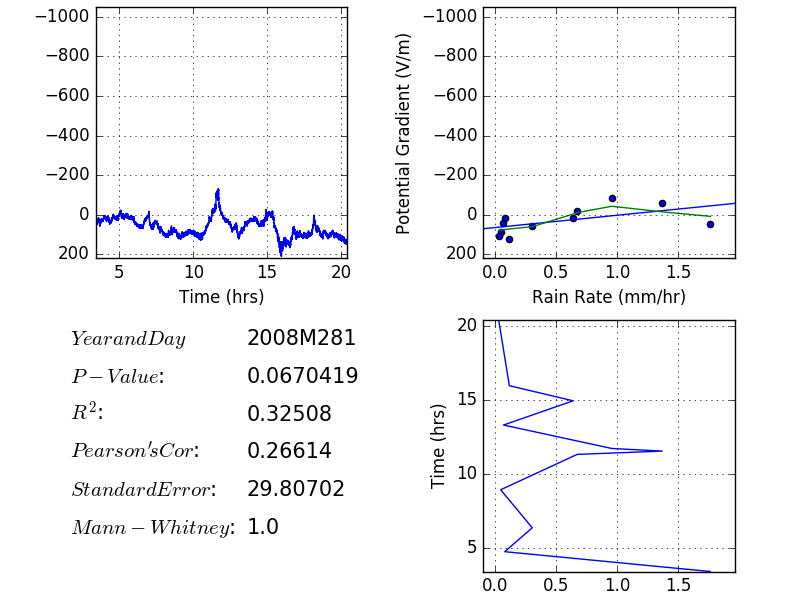 −1000
−800
−600
−400
−200
0
200
5 10 15 20
Time (hrs)
Potential Gradient (V/m)
−1000
−800
−600
−400
−200
0
200
0.0 0.5 1.0 1.5
Rain Rate (mm/hr)
YearandDay 2008M281
P−Value: 0.0670419
R²: 0.32508
Pearson'sCor: 0.26614
StandardError: 29.80702
Mann−Whitney: 1.0
Time (hrs)
20
15
10
5
0.0 0.5 1.0 1.5